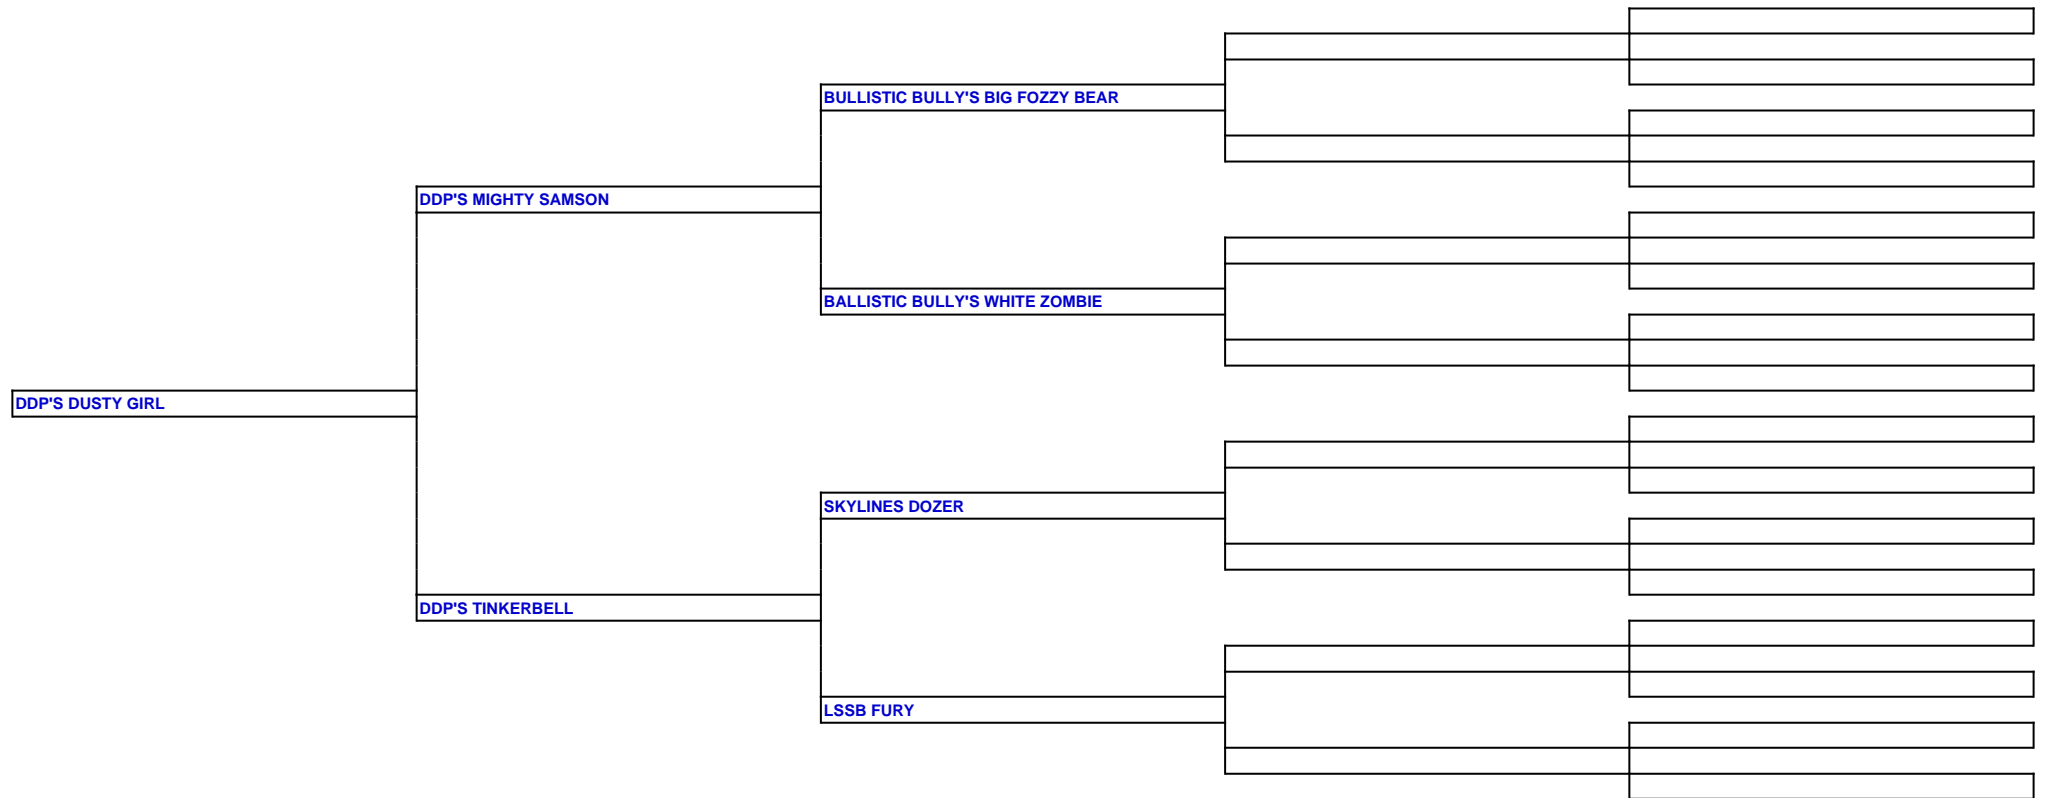 BULLISTIC BULLY'S BIG FOZZY BEAR
DDP'S MIGHTY SAMSON
BALLISTIC BULLY'S WHITE ZOMBIE
DDP'S DUSTY GIRL
SKYLINES DOZER
DDP'S TINKERBELL
LSSB FURY